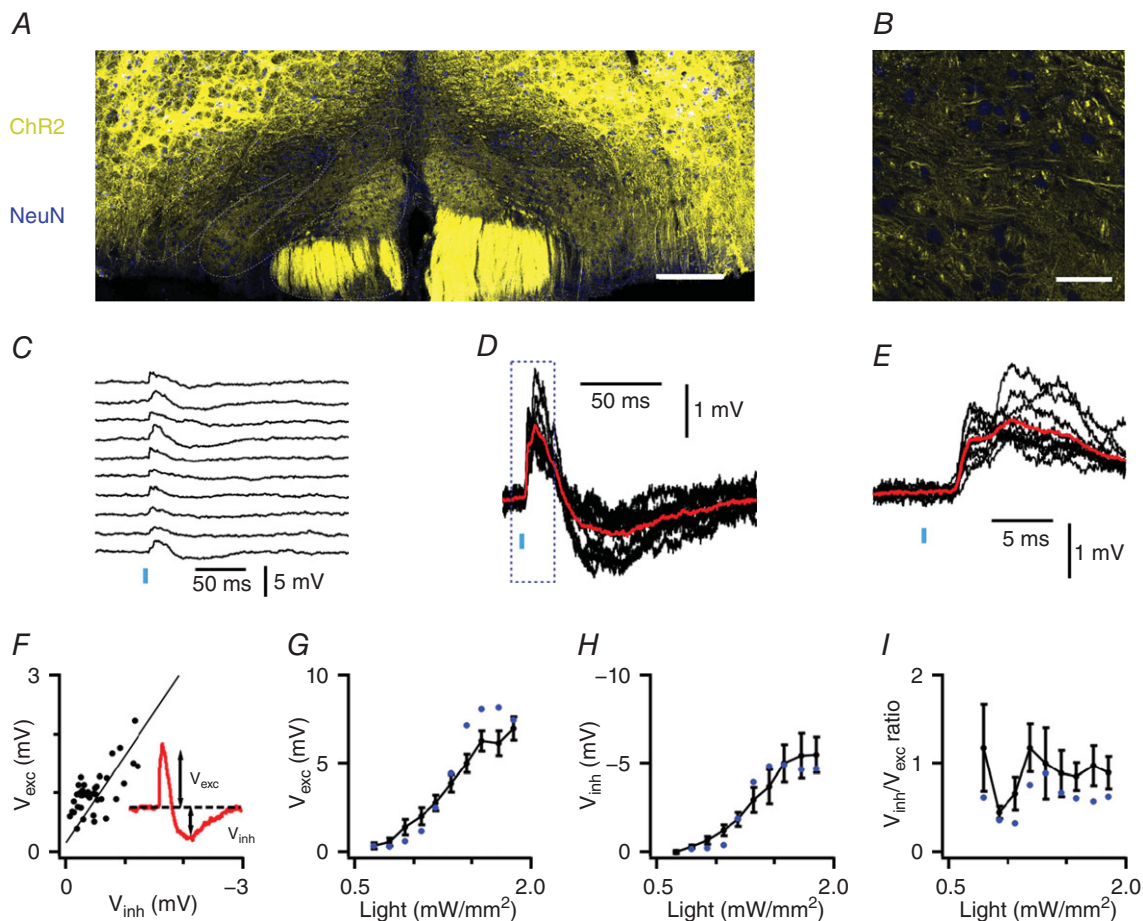 A
B
ChR2
NeuN
C
D
E
50 ms
1 mV
50 ms
5 mV
5 ms
1 mV
F
G
H
I
3
V_exc (mV)
0
0
V_inh (mV)
−3
V_exc
V_inh
10
V_exc (mV)
5
0
0.5
2.0
Light (mW/mm²)
−10
V_inh (mV)
−5
0
0.5
2.0
Light (mW/mm²)
2
V_inh/V_exc ratio
1
0
0.5
2.0
Light (mW/mm²)